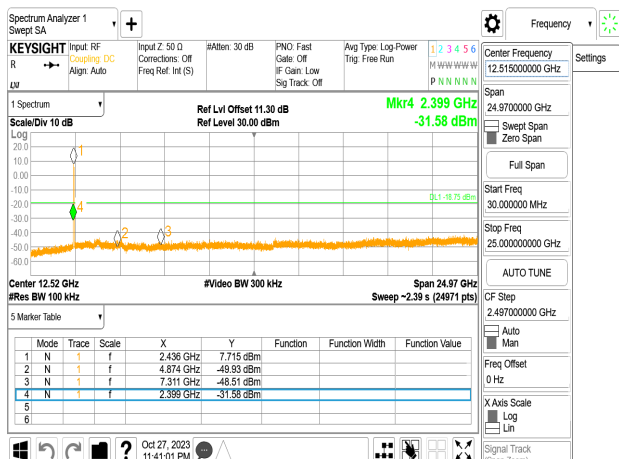 Spectrum Analyzer 1
Swept SA
Frequency
KEYSIGHT
R
Input: RF
Coupling: DC
Align: Auto
Input Z: 50 Ω
Corrections: Off
Freq Ref: Int (S)
#Atten: 30 dB
PNO: Fast
Gate: Off
IF Gain: Low
Sig Track: Off
Avg Type: Log-Power
Trig: Free Run
1 2 3 4 5 6
M W W W W W
P N N N N N
Center Frequency
12.515000000 GHz
Settings
1 Spectrum
Scale/Div 10 dB
Ref Lvl Offset 11.30 dB
Ref Level 30.00 dBm
Mkr4 2.399 GHz
-31.58 dBm
Span
24.9700000 GHz
Swept Span
Zero Span
Log
20.0
10.0
0.00
-10.0
-20.0
-30.0
-40.0
-50.0
-60.0
1
4
2
3
DL1 -18.75 dBm
Full Span
Start Freq
30.000000 MHz
Stop Freq
25.000000000 GHz
AUTO TUNE
Center 12.52 GHz
#Res BW 100 kHz
#Video BW 300 kHz
Span 24.97 GHz
Sweep ~2.39 s (24971 pts)
CF Step
2.497000000 GHz
Auto
Man
5 Marker Table
Mode Trace Scale X Y Function Function Width Function Value
1 N 1 f 2.436 GHz 7.715 dBm
2 N 1 f 4.874 GHz -49.93 dBm
3 N 1 f 7.311 GHz -48.51 dBm
4 N 1 f 2.399 GHz -31.58 dBm
5
6
Freq Offset
0 Hz
X Axis Scale
Log
Lin
Signal Track
?
Oct 27, 2023
11:41:01 PM